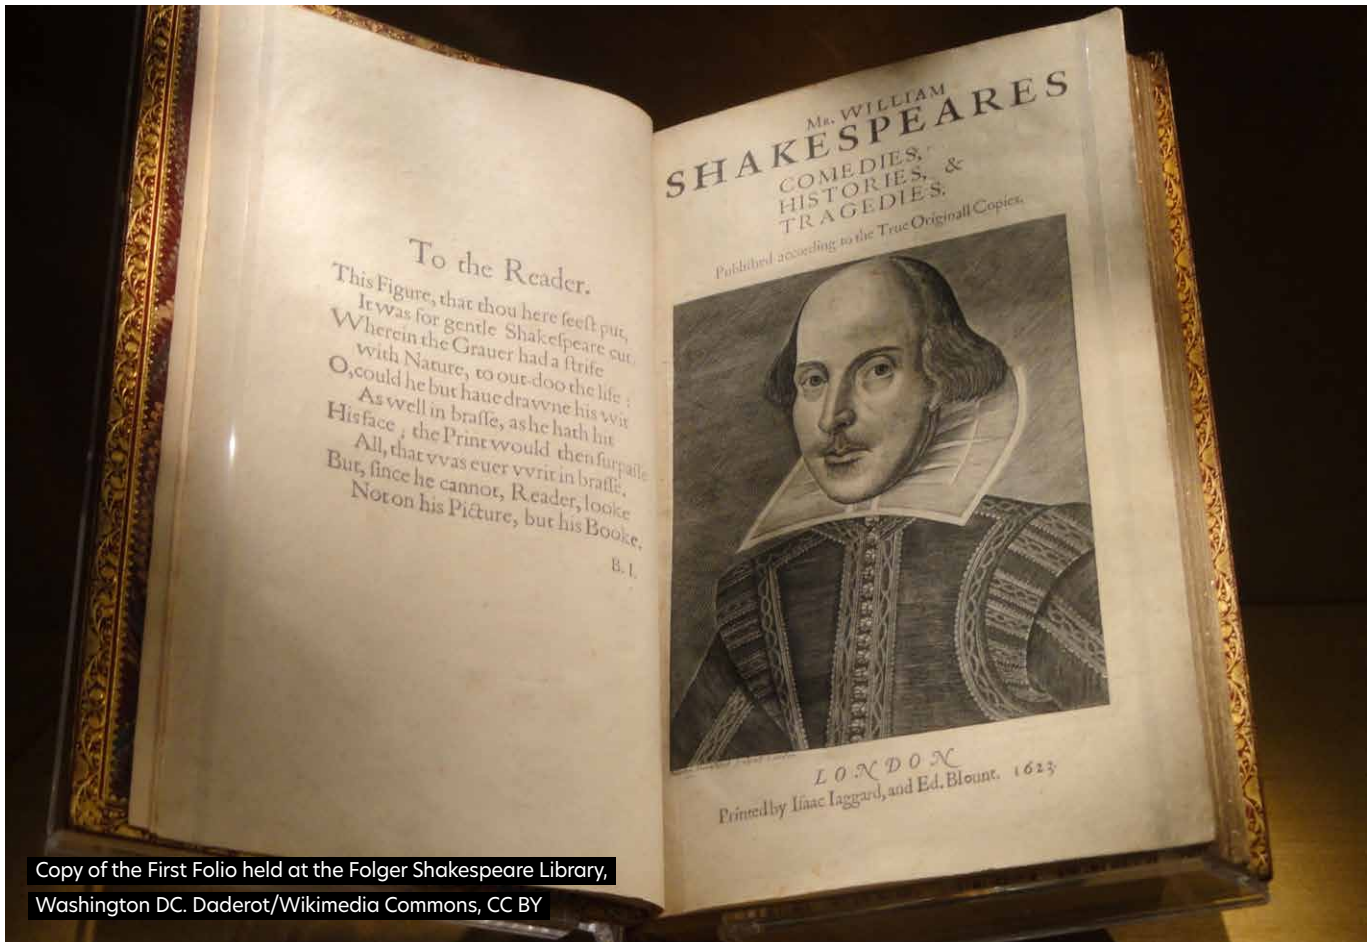 To the Reader.
This Figure, that thou here ſeeſt put,
It was for gentle Shakeſpeare cut,
Wherein the Grauer had a ſtrife
with Nature, to out-doo the life :
O, could he but haue dravvne his vvit
As well in braſſe, as he hath hit
His face ; the Print would then ſurpaſſe
All, that vvas euer vvrit in braſſe.
But, ſince he cannot, Reader, looke
Not on his Picture, but his Booke.
B. I.
Mr. WILLIAM
SHAKESPEARES
COMEDIES,
HISTORIES, &
TRAGEDIES.
Publiſhed according to the True Originall Copies.
LONDON
Printed by Iſaac Iaggard, and Ed. Blount. 1623.
Copy of the First Folio held at the Folger Shakespeare Library,
Washington DC. Daderot/Wikimedia Commons, CC BY